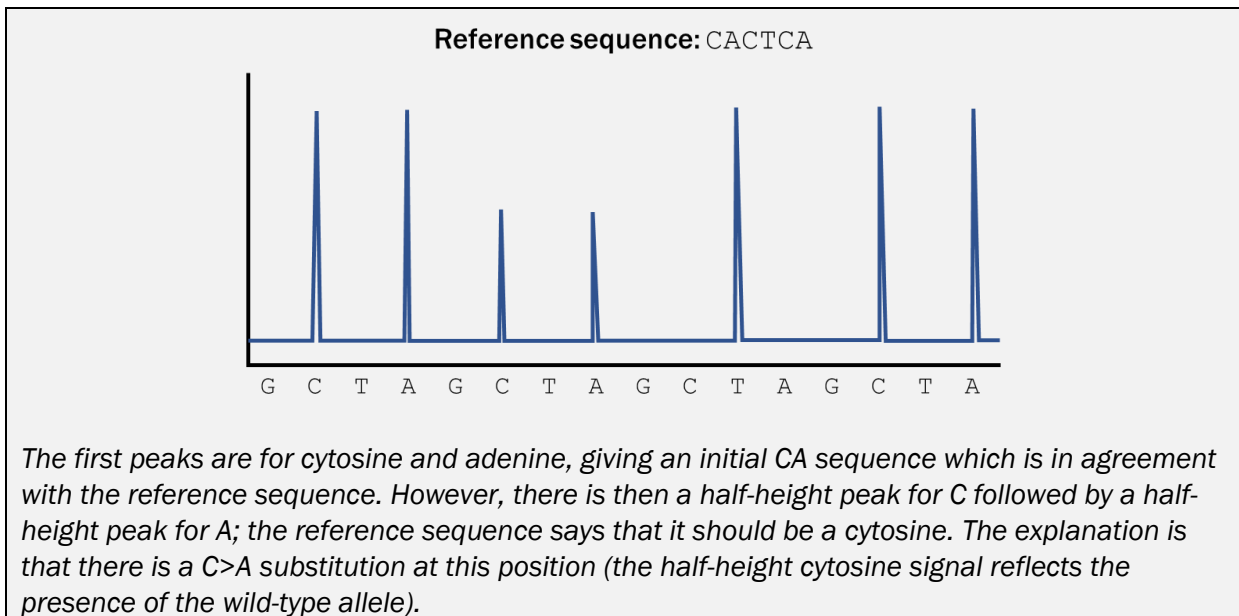 Reference sequence: CACTCA
G C T A G C T A G C T A G C T A
The first peaks are for cytosine and adenine, giving an initial CA sequence which is in agreement
with the reference sequence. However, there is then a half-height peak for C followed by a half-
height peak for A; the reference sequence says that it should be a cytosine. The explanation is
that there is a C>A substitution at this position (the half-height cytosine signal reflects the
presence of the wild-type allele).